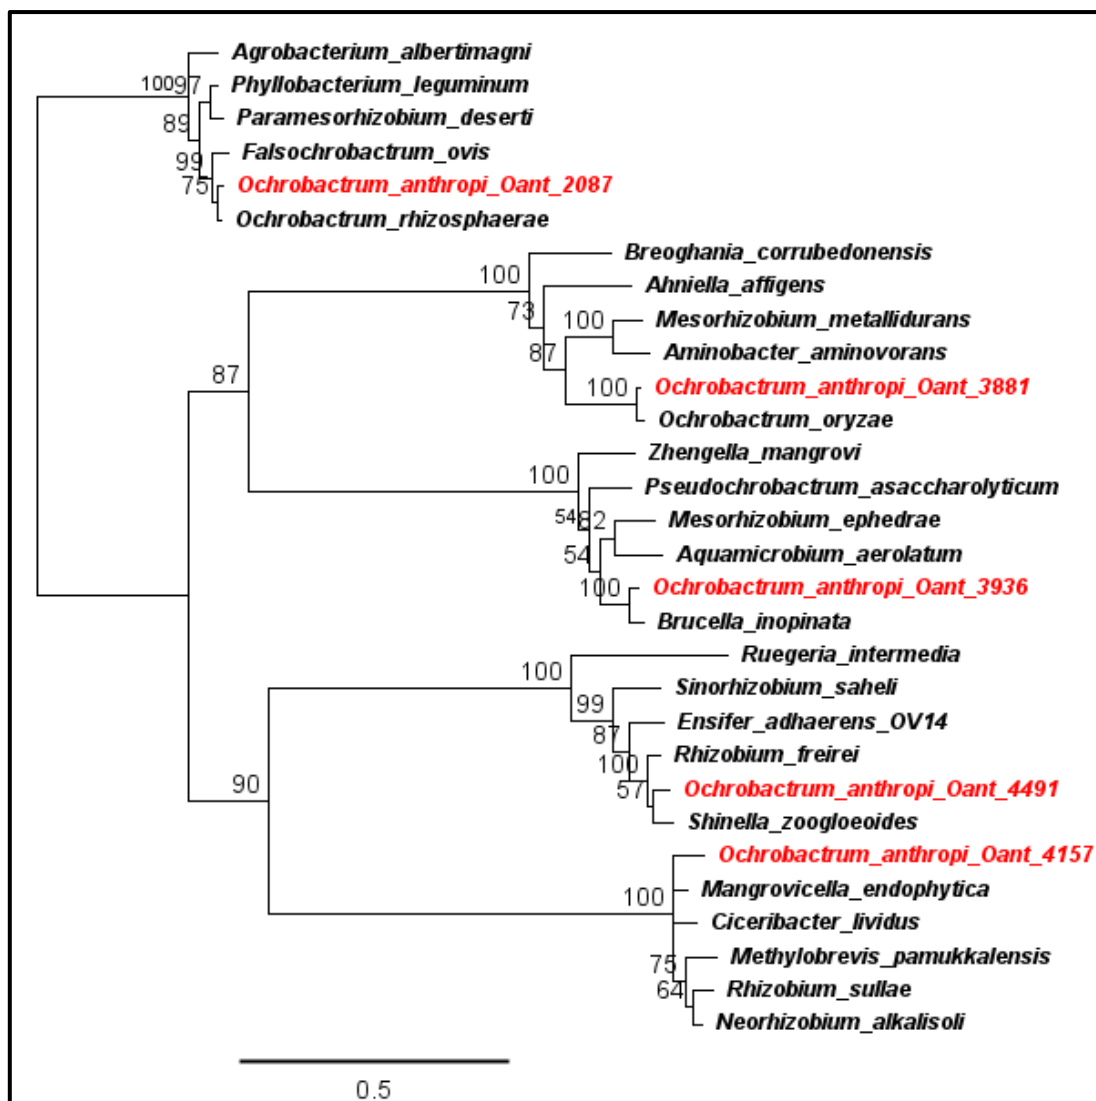 Agrobacterium_albertimagni
10097
Phyllobacterium_leguminum
Paramesorhizobium_deserti
89
Falsochrobactrum_ovis
99
75
Ochrobactrum_anthropi_Oant_2087
Ochrobactrum_rhizosphaerae
Breoghania_corrubedonensis
100
Ahniella_affigens
73
100
Mesorhizobium_metallidurans
87
Aminobacter_aminovorans
87
100
Ochrobactrum_anthropi_Oant_3881
Ochrobactrum_oryzae
Zhengella_mangrovi
100
Pseudochrobactrum_asaccharolyticum
5482
Mesorhizobium_ephedrae
54
Aquamicrobium_aerolatum
100
Ochrobactrum_anthropi_Oant_3936
Brucella_inopinata
Ruegeria_intermedia
100
Sinorhizobium_saheli
99
Ensifer_adhaerens_OV14
87
Rhizobium_freirei
100
90
57
Ochrobactrum_anthropi_Oant_4491
Shinella_zoogloeoides
Ochrobactrum_anthropi_Oant_4157
100
Mangrovicella_endophytica
Ciceribacter_lividus
75
Methylobrevis_pamukkalensis
64
Rhizobium_sullae
Neorhizobium_alkalisoli
0.5